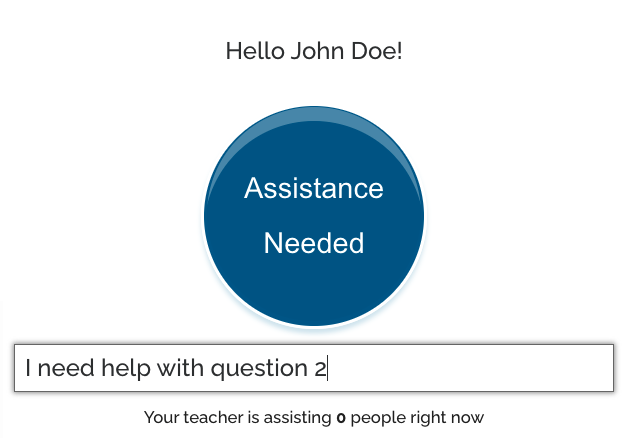 Hello John Doe!
Assistance
Needed
I need help with question 2
Your teacher is assisting 0 people right now